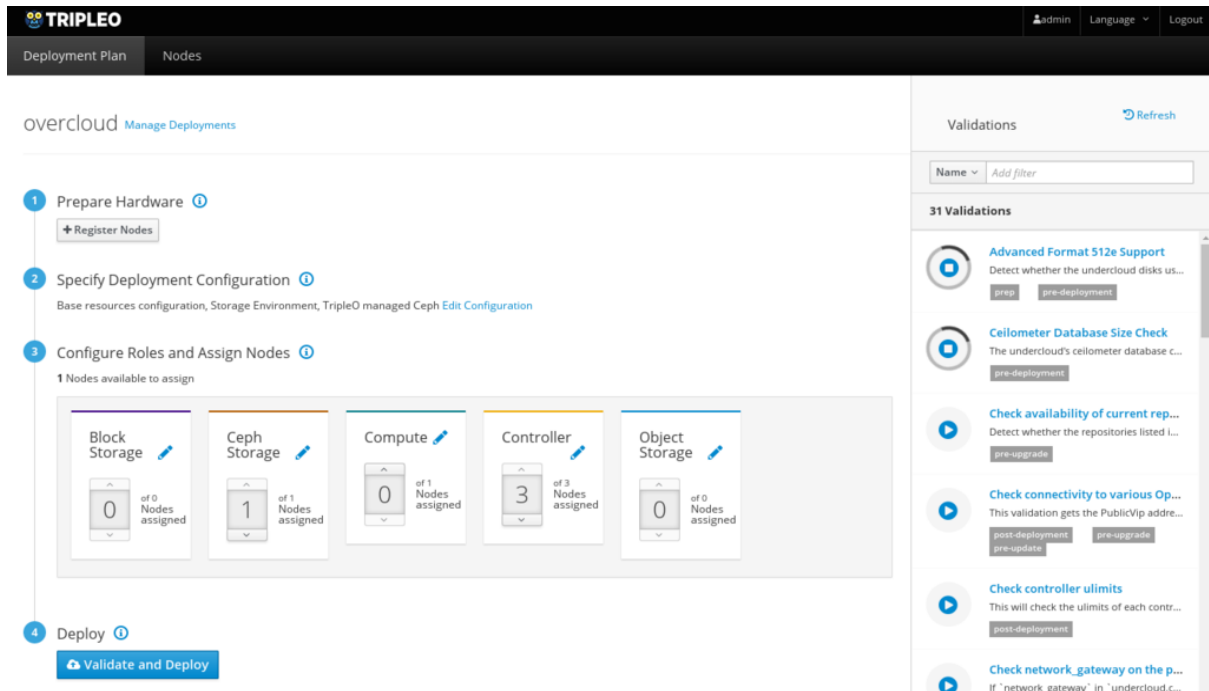 TRIPLEO
admin Language Logout
Deployment Plan Nodes
overcloud Manage Deployments
1 Prepare Hardware
+ Register Nodes
2 Specify Deployment Configuration
Base resources configuration, Storage Environment, TripleO managed Ceph Edit Configuration
3 Configure Roles and Assign Nodes
1 Nodes available to assign
Block
Storage
0
of 0
Nodes
assigned
Ceph
Storage
1
of 1
Nodes
assigned
Compute
0
of 1
Nodes
assigned
Controller
3
of 3
Nodes
assigned
Object
Storage
0
of 0
Nodes
assigned
4 Deploy
Validate and Deploy
Validations
Refresh
Name Add filter
31 Validations
Advanced Format 512e Support
Detect whether the undercloud disks us...
prep pre-deployment
Ceilometer Database Size Check
The undercloud's ceilometer database c...
pre-deployment
Check availability of current rep...
Detect whether the repositories listed i...
pre-upgrade
Check connectivity to various Op...
This validation gets the PublicVip addre...
post-deployment pre-upgrade
pre-update
Check controller ulimits
This will check the ulimits of each contr...
post-deployment
Check network_gateway on the p...
If `network_gateway` in `undercloud.c...